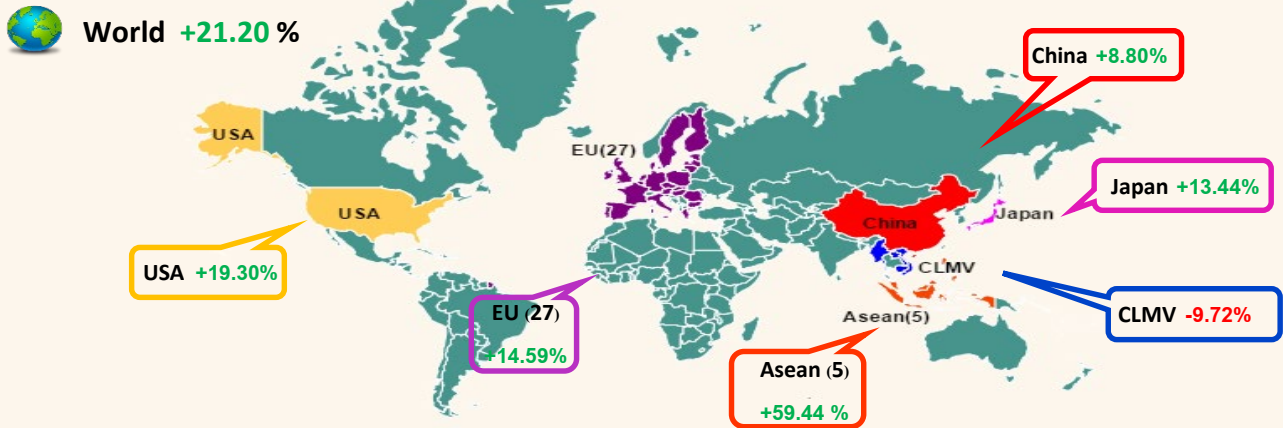 World +21.20 %
China +8.80%
USA
EU(27)
Japan +13.44%
USA
China
Japan
USA +19.30%
CLMV
EU (27)
+14.59%
Asean(5)
CLMV -9.72%
Asean (5)
+59.44 %